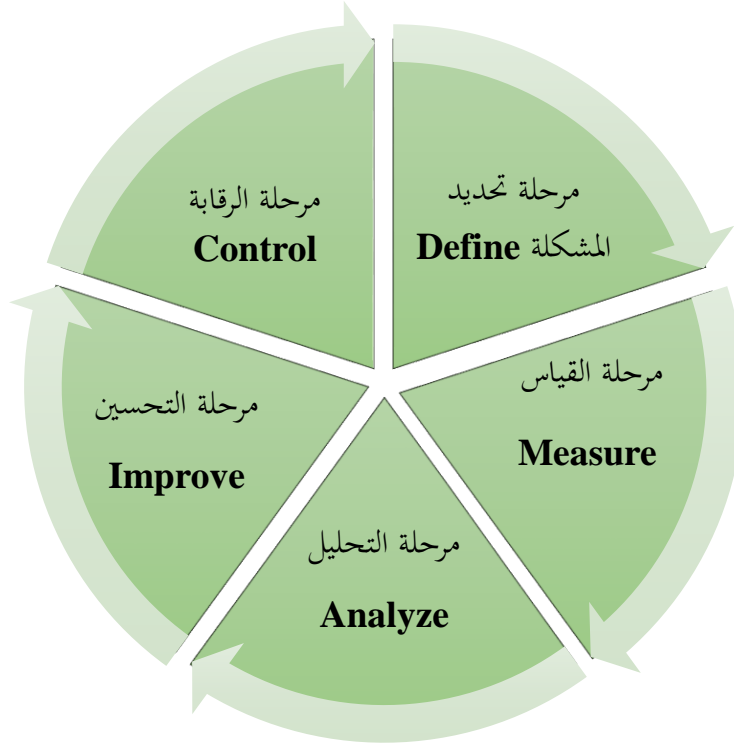 مرحلة تحديد
المشكلة Define
مرحلة القياس
Measure
مرحلة التحليل
Analyze
مرحلة التحسين
Improve
مرحلة الرقابة
Control